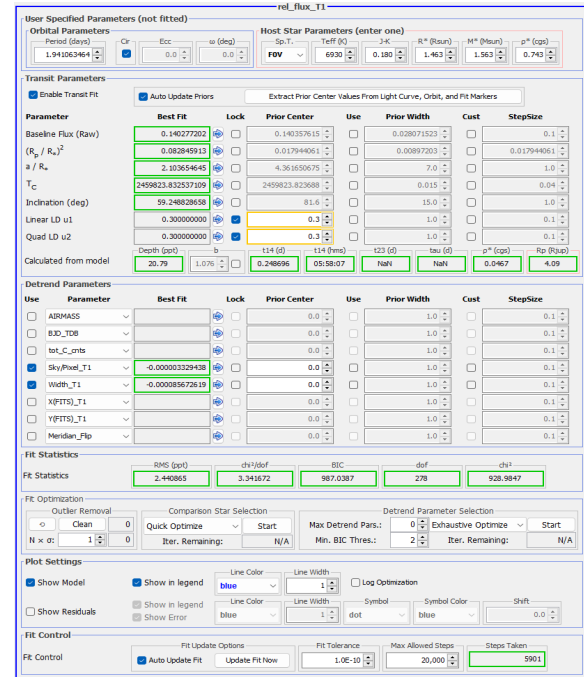 rel_flux_T1
User Specified Parameters (not fitted)
Orbital Parameters Host Star Parameters (enter one)
Period (days) Cir Ecc ω (deg) Sp.T. Teff (K) J-K R* (Rsun) M* (Msun) ρ* (cgs)
1.941063464 0.0 0.0 F0V 6930 0.180 1.463 1.563 0.743
Transit Parameters
Enable Transit Fit Auto Update Priors Extract Prior Center Values From Light Curve, Orbit, and Fit Markers
Parameter Best Fit Lock Prior Center Use Prior Width Cust StepSize
Baseline Flux (Raw) 0.140277202 0.140357615 0.028071523 0.1
(Rp / R*)² 0.082845913 0.017944061 0.00897203 0.017944061
a / R* 2.103654645 4.361650675 7.0 1.0
TC 2459823.832537109 2459823.823688 0.015 0.04
Inclination (deg) 59.248828658 81.6 15.0 1.0
Linear LD u1 0.300000000 0.3 1.0 0.1
Quad LD u2 0.300000000 0.3 1.0 0.1
Depth (ppt) b t14 (d) t14 (hms) t23 (d) tau (d) ρ* (cgs) Rp (Rjup)
Calculated from model 20.79 1.076 0.248696 05:58:07 NaN NaN 0.0467 4.09
Detrend Parameters
Use Parameter Best Fit Lock Prior Center Use Prior Width Cust StepSize
AIRMASS 0.0 1.0 0.1
BJD_TDB 0.0 1.0 0.1
tot_C_cnts 0.0 1.0 0.1
Sky/Pixel_T1 -0.000003329438 0.0 1.0 0.1
Width_T1 -0.000085672619 0.0 1.0 0.1
X(FITS)_T1 0.0 1.0 0.1
Y(FITS)_T1 0.0 1.0 0.1
Meridian_Flip 0.0 1.0 0.1
Fit Statistics
RMS (ppt) chi²/dof BIC dof chi²
Fit Statistics 2.440865 3.341672 987.0387 278 928.9847
Fit Optimization
Outlier Removal Comparison Star Selection Detrend Parameter Selection
Clean 0 Quick Optimize Start Max Detrend Pars.: 0 Exhaustive Optimize Start
N × σ: 1 0 Iter. Remaining: N/A Min. BIC Thres.: 2 Iter. Remaining: N/A
Plot Settings
Line Color Line Width
Show Model Show in legend blue 1 Log Optimization
Line Color Line Width Symbol Symbol Color Shift
Show Residuals Show in legend Show Error blue 1 dot blue 0.0
Fit Control
Fit Update Options Fit Tolerance Max Allowed Steps Steps Taken
Fit Control Auto Update Fit Update Fit Now 1.0E-10 20,000 5901